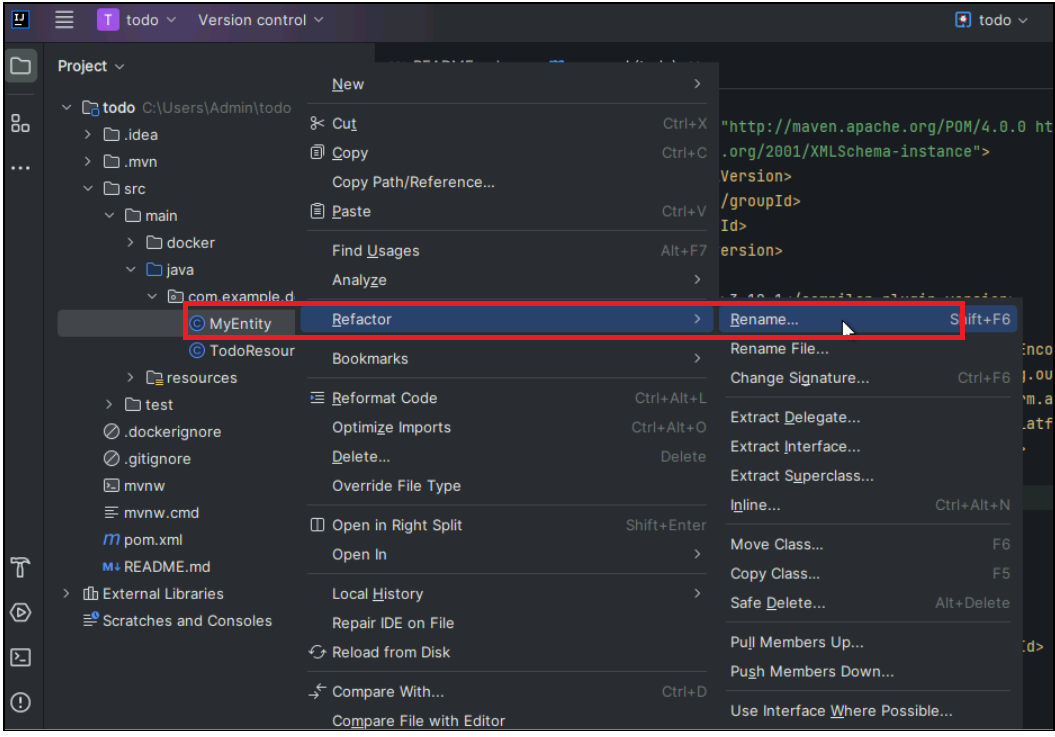 T todo Version control todo
Project
todo C:\Users\Admin\todo
.idea
.mvn
src
main
docker
java
com.example.d
MyEntity
TodoResour
resources
test
.dockerignore
.gitignore
mvnw
mvnw.cmd
pom.xml
README.md
External Libraries
Scratches and Consoles
New
Cut Ctrl+X
Copy Ctrl+C
Copy Path/Reference...
Paste Ctrl+V
Find Usages Alt+F7
Analyze
Refactor
Bookmarks
Reformat Code Ctrl+Alt+L
Optimize Imports Ctrl+Alt+O
Delete... Delete
Override File Type
Open in Right Split Shift+Enter
Open In
Local History
Repair IDE on File
Reload from Disk
Compare With... Ctrl+D
Compare File with Editor
Rename... Shift+F6
Rename File...
Change Signature... Ctrl+F6
Extract Delegate...
Extract Interface...
Extract Superclass...
Inline... Ctrl+Alt+N
Move Class... F6
Copy Class... F5
Safe Delete... Alt+Delete
Pull Members Up...
Push Members Down...
Use Interface Where Possible...
"http://maven.apache.org/POM/4.0.0 ht
.org/2001/XMLSchema-instance">
Version>
/groupId>
Id>
ersion>